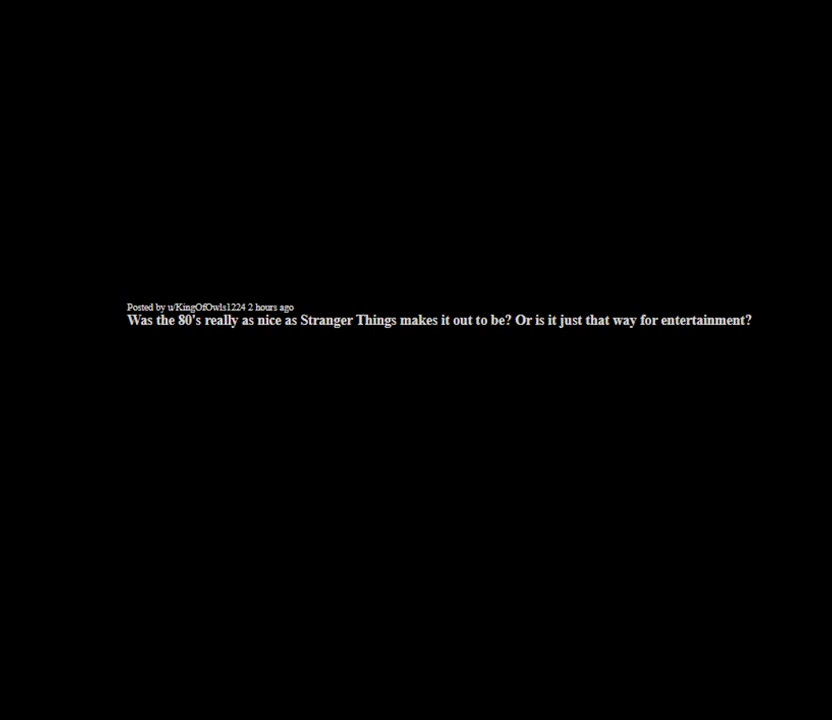 Posted by u/KingOfOwls1224 2 hours ago
Was the 80's really as nice as Stranger Things makes it out to be? Or is it just that way for entertainment?